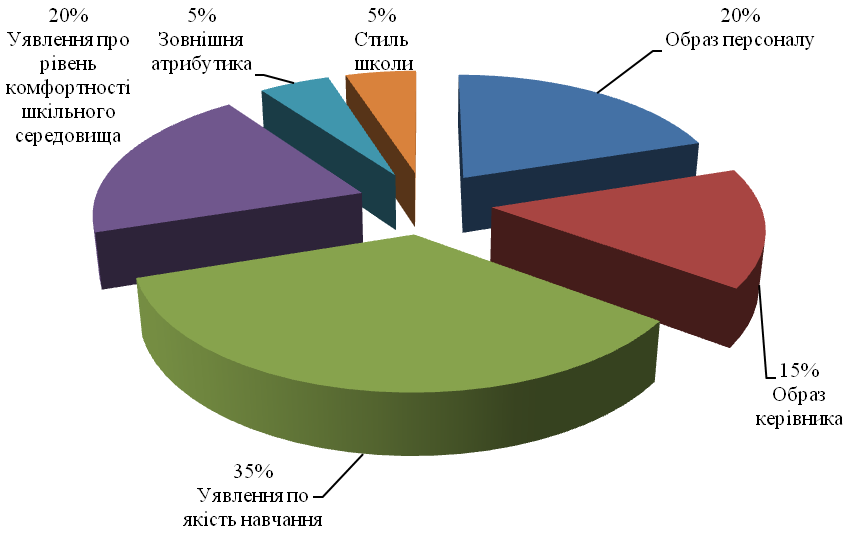 20%
Уявлення про
рівень
комфортності
шкільного
середовища
5%
Зовнішня
атрибутика
5%
Стиль
школи
20%
Образ персоналу
15%
Образ
керівника
35%
Уявлення по
якість навчання